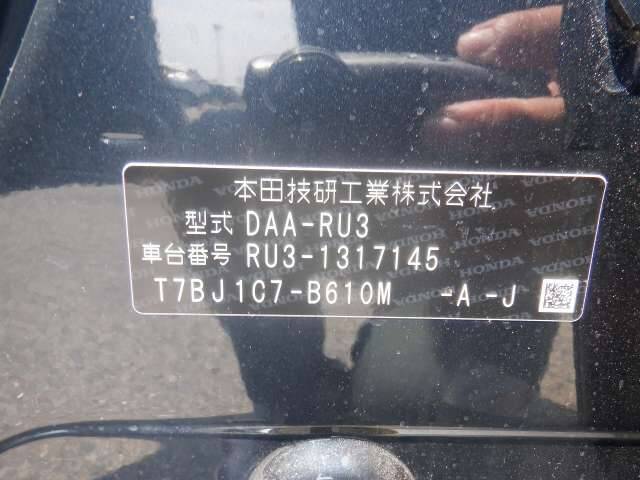 本田技研工業株式会社
型式 DAA-RU3
車台番号 RU3-1317145
T7BJ1C7-B610M -A -J